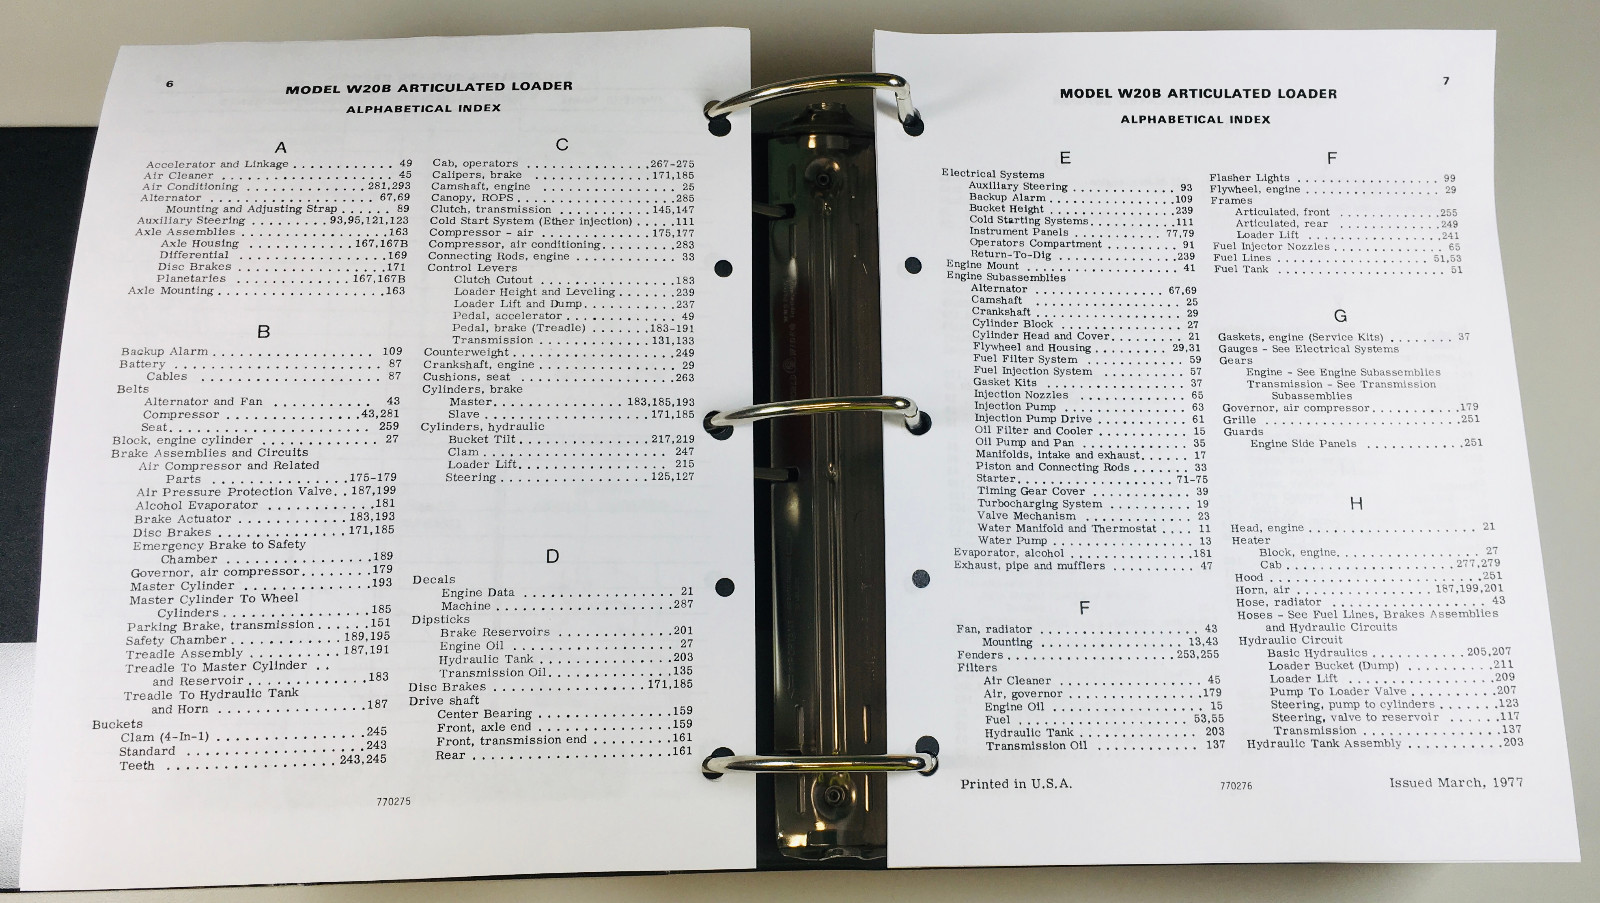 6
MODEL W20B ARTICULATED LOADER
ALPHABETICAL INDEX
A
Accelerator and Linkage . . . . . . . . . . . . 49
Air Cleaner . . . . . . . . . . . . . . . . . . . . . 45
Air Conditioning . . . . . . . . . . . . . . . 281,293
Alternator . . . . . . . . . . . . . . . . . . . 67,69
Mounting and Adjusting Strap . . . . . . 89
Auxiliary Steering . . . . . . . . . . 93,95,121,123
Axle Assemblies . . . . . . . . . . . . . . . . . .163
Axle Housing . . . . . . . . . . . . . 167,167B
Differential . . . . . . . . . . . . . . . . . . .169
Disc Brakes . . . . . . . . . . . . . . . . . . .171
Planetaries . . . . . . . . . . . . . . 167,167B
Axle Mounting . . . . . . . . . . . . . . . . . . . .163
B
Backup Alarm . . . . . . . . . . . . . . . . . . . 109
Battery . . . . . . . . . . . . . . . . . . . . . . . 87
Cables . . . . . . . . . . . . . . . . . . . . . 87
Belts
Alternator and Fan . . . . . . . . . . . . . 43
Compressor . . . . . . . . . . . . . . . .43,281
Seat. . . . . . . . . . . . . . . . . . . . . . . 259
Block, engine cylinder . . . . . . . . . . . . . 27
Brake Assemblies and Circuits
Air Compressor and Related
Parts . . . . . . . . . . . . . . . .175-179
Air Pressure Protection Valve. . .187,199
Alcohol Evaporator . . . . . . . . . . . . .181
Brake Actuator . . . . . . . . . . . . 183,193
Disc Brakes . . . . . . . . . . . . . . .171,185
Emergency Brake to Safety
Chamber . . . . . . . . . . . . . . . . .189
Governor, air compressor. . . . . . . . . 179
Master Cylinder . . . . . . . . . . . . . . .193
Master Cylinder To Wheel
Cylinders . . . . . . . . . . . . . . . . 185
Parking Brake, transmission . . . . . .151
Safety Chamber . . . . . . . . . . . . 189,195
Treadle Assembly . . . . . . . . . . . 187,191
Treadle To Master Cylinder . .
and Reservoir . . . . . . . . . . . . . . 183
Treadle To Hydraulic Tank
and Horn . . . . . . . . . . . . . . . . . 187
Buckets
Clam (4-In-1) . . . . . . . . . . . . . . . . 245
Standard . . . . . . . . . . . . . . . . . . . . 243
Teeth . . . . . . . . . . . . . . . . . . 243,245
C
Cab, operators . . . . . . . . . . . . . .267-275
Calipers, brake . . . . . . . . . . . . . . .171,185
Camshaft, engine . . . . . . . . . . . . . . . . . 25
Canopy, ROPS . . . . . . . . . . . . . . . . . . .285
Clutch, transmission . . . . . . . . . . .145,147
Cold Start System (Ether injection) . . . . .111
Compressor - air . . . . . . . . . . . . . 175,177
Compressor, air conditioning. . . . . . . . . .283
Connecting Rods, engine . . . . . . . . . . . . 33
Control Levers
Clutch Cutout . . . . . . . . . . . . . . . .183
Loader Height and Leveling . . . . . . .239
Loader Lift and Dump. . . . . . . . . . . .237
Pedal, accelerator . . . . . . . . . . . . . 49
Pedal, brake (Treadle) . . . . . . .183-191
Transmission . . . . . . . . . . . . . .131,133
Counterweight . . . . . . . . . . . . . . . . . . .249
Crankshaft, engine . . . . . . . . . . . . . . . . 29
Cushions, seat . . . . . . . . . . . . . . . . . . .263
Cylinders, brake
Master. . . . . . . . . . . . . . . 183,185,193
Slave . . . . . . . . . . . . . . . . . . .171,185
Cylinders, hydraulic
Bucket Tilt. . . . . . . . . . . . . . . 217,219
Clam . . . . . . . . . . . . . . . . . . . . . . 247
Loader Lift. . . . . . . . . . . . . . . . . . 215
Steering . . . . . . . . . . . . . . . . . 125,127
D
Decals
Engine Data . . . . . . . . . . . . . . . . . 21
Machine . . . . . . . . . . . . . . . . . . . .287
Dipsticks
Brake Reservoirs . . . . . . . . . . . . . .201
Engine Oil . . . . . . . . . . . . . . . . . . 27
Hydraulic Tank . . . . . . . . . . . . . . .203
Transmission Oil. . . . . . . . . . . . . . .135
Disc Brakes . . . . . . . . . . . . . . . . . .171,185
Drive shaft
Center Bearing . . . . . . . . . . . . . . .159
Front, axle end . . . . . . . . . . . . . . .159
Front, transmission end . . . . . . . . . .161
Rear . . . . . . . . . . . . . . . . . . . . . .161
770275
7
MODEL W20B ARTICULATED LOADER
ALPHABETICAL INDEX
E
Electrical Systems
Auxiliary Steering . . . . . . . . . . . . . 93
Backup Alarm . . . . . . . . . . . . . . . .109
Bucket Height . . . . . . . . . . . . . . . .239
Cold Starting Systems. . . . . . . . . . . .111
Instrument Panels . . . . . . . . . . . 77,79
Operators Compartment . . . . . . . . . 91
Return-To-Dig . . . . . . . . . . . . . . . .239
Engine Mount . . . . . . . . . . . . . . . . . . . 41
Engine Subassemblies
Alternator . . . . . . . . . . . . . . . 67,69
Camshaft . . . . . . . . . . . . . . . . . . . 25
Crankshaft . . . . . . . . . . . . . . . . . . 29
Cylinder Block . . . . . . . . . . . . . . . 27
Cylinder Head and Cover. . . . . . . . . 21
Flywheel and Housing . . . . . . . . . . 29,31
Fuel Filter System . . . . . . . . . . . . . 59
Fuel Injection System . . . . . . . . . . . 57
Gasket Kits . . . . . . . . . . . . . . . . . 37
Injection Nozzles . . . . . . . . . . . . . . 65
Injection Pump . . . . . . . . . . . . . . . 63
Injection Pump Drive . . . . . . . . . . . 61
Oil Filter and Cooler . . . . . . . . . . . 15
Oil Pump and Pan . . . . . . . . . . . . . 35
Manifolds, intake and exhaust. . . . . . 17
Piston and Connecting Rods . . . . . . . 33
Starter. . . . . . . . . . . . . . . . . . . 71-75
Timing Gear Cover . . . . . . . . . . . . 39
Turbocharging System . . . . . . . . . . 19
Valve Mechanism . . . . . . . . . . . . . 23
Water Manifold and Thermostat . . . . 11
Water Pump . . . . . . . . . . . . . . . . . 13
Evaporator, alcohol . . . . . . . . . . . . . . .181
Exhaust, pipe and mufflers . . . . . . . . . . 47
F
Fan, radiator . . . . . . . . . . . . . . . . . . . 43
Mounting . . . . . . . . . . . . . . . . . .13,43
Fenders . . . . . . . . . . . . . . . . . . . .253,255
Filters
Air Cleaner . . . . . . . . . . . . . . . . . 45
Air, governor . . . . . . . . . . . . . . . .179
Engine Oil . . . . . . . . . . . . . . . . . . 15
Fuel . . . . . . . . . . . . . . . . . . . . 53,55
Hydraulic Tank . . . . . . . . . . . . . . . 203
Transmission Oil . . . . . . . . . . . . . 137
F
Flasher Lights . . . . . . . . . . . . . . . . . . 99
Flywheel, engine . . . . . . . . . . . . . . . . . 29
Frames
Articulated, front . . . . . . . . . . . . .255
Articulated, rear . . . . . . . . . . . . . .249
Loader Lift . . . . . . . . . . . . . . . . . .241
Fuel Injector Nozzles . . . . . . . . . . . . . . 65
Fuel Lines . . . . . . . . . . . . . . . . . . .51,53
Fuel Tank . . . . . . . . . . . . . . . . . . . . . 51
G
Gaskets, engine (Service Kits) . . . . . . . . 37
Gauges - See Electrical Systems
Gears
Engine - See Engine Subassemblies
Transmission - See Transmission
Subassemblies
Governor, air compressor . . . . . . . . . . .179
Grille . . . . . . . . . . . . . . . . . . . . . . . .251
Guards
Engine Side Panels . . . . . . . . . . . .251
H
Head, engine . . . . . . . . . . . . . . . . . . . 21
Heater
Block, engine. . . . . . . . . . . . . . . . . 27
Cab . . . . . . . . . . . . . . . . . . . .277,279
Hood . . . . . . . . . . . . . . . . . . . . . . . .251
Horn, air . . . . . . . . . . . . . . . 187,199,201
Hose, radiator . . . . . . . . . . . . . . . . . . 43
Hoses - See Fuel Lines, Brakes Assemblies
and Hydraulic Circuits
Hydraulic Circuit
Basic Hydraulics . . . . . . . . . . .205,207
Loader Bucket (Dump) . . . . . . . . . .211
Loader Lift . . . . . . . . . . . . . . . . . .209
Pump To Loader Valve . . . . . . . . . .207
Steering, pump to cylinders . . . . . . .123
Steering, valve to reservoir . . . . . .117
Transmission . . . . . . . . . . . . . . . .137
Hydraulic Tank Assembly . . . . . . . . . . .203
Printed in U.S.A.
770276
Issued March, 1977